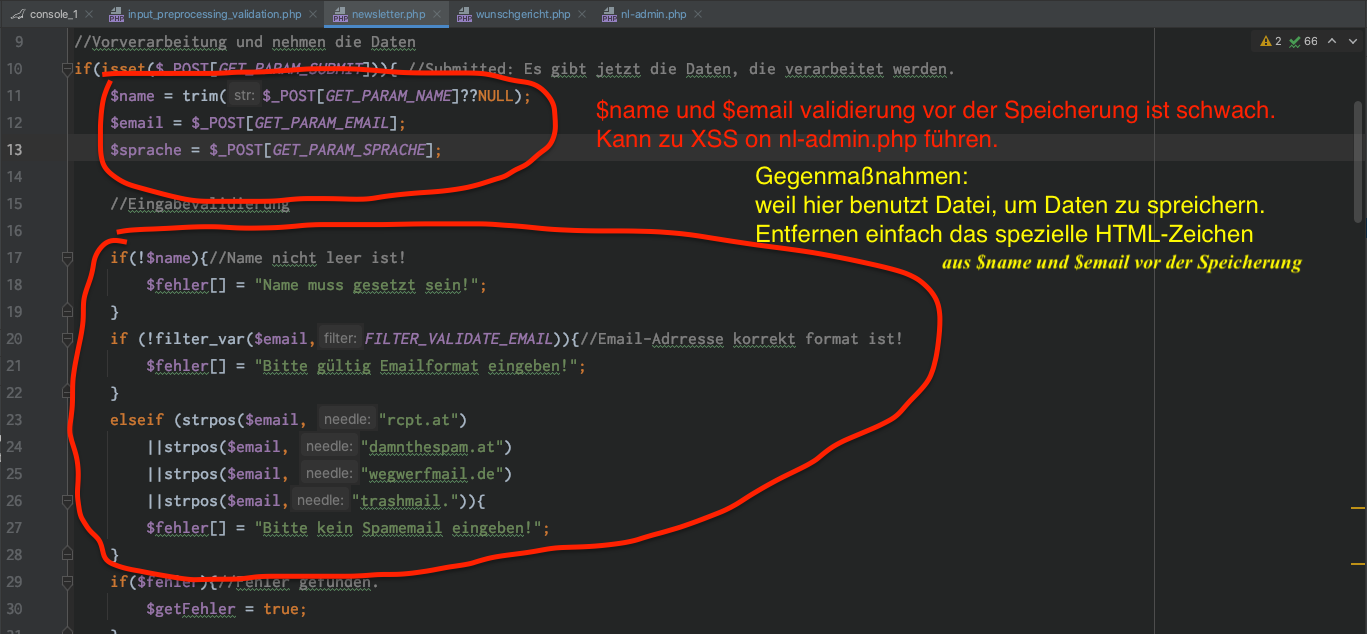 console_1 input_preprocessing_validation.php newsletter.php wunschgericht.php nl-admin.php
2 66
9 //Vorverarbeitung und nehmen die Daten
10 if(isset($_POST[GET_PARAM_SUBMIT])){ //Submitted: Es gibt jetzt die Daten, die verarbeitet werden.
11 $name = trim( str: $_POST[GET_PARAM_NAME]??NULL);
12 $email = $_POST[GET_PARAM_EMAIL];
13 $sprache = $_POST[GET_PARAM_SPRACHE];
$name und $email validierung vor der Speicherung ist schwach.
Kann zu XSS on nl-admin.php führen.
14
Gegenmaßnahmen:
weil hier benutzt Datei, um Daten zu spreichern.
Entfernen einfach das spezielle HTML-Zeichen
aus $name und $email vor der Speicherung
15 //Eingabevalidierung
16
17 if(!$name){//Name nicht leer ist!
18 $fehler[] = "Name muss gesetzt sein!";
19 }
20 if (!filter_var($email, filter: FILTER_VALIDATE_EMAIL)){//Email-Adrresse korrekt format ist!
21 $fehler[] = "Bitte gültig Emailformat eingeben!";
22 }
23 elseif (strpos($email, needle: "rcpt.at")
24 ||strpos($email, needle: "damnthespam.at")
25 ||strpos($email, needle: "wegwerfmail.de")
26 ||strpos($email, needle: "trashmail.")){
27 $fehler[] = "Bitte kein Spamemail eingeben!";
28 }
29 if($fehler){//Fehler gefunden.
30 $getFehler = true;
31 }